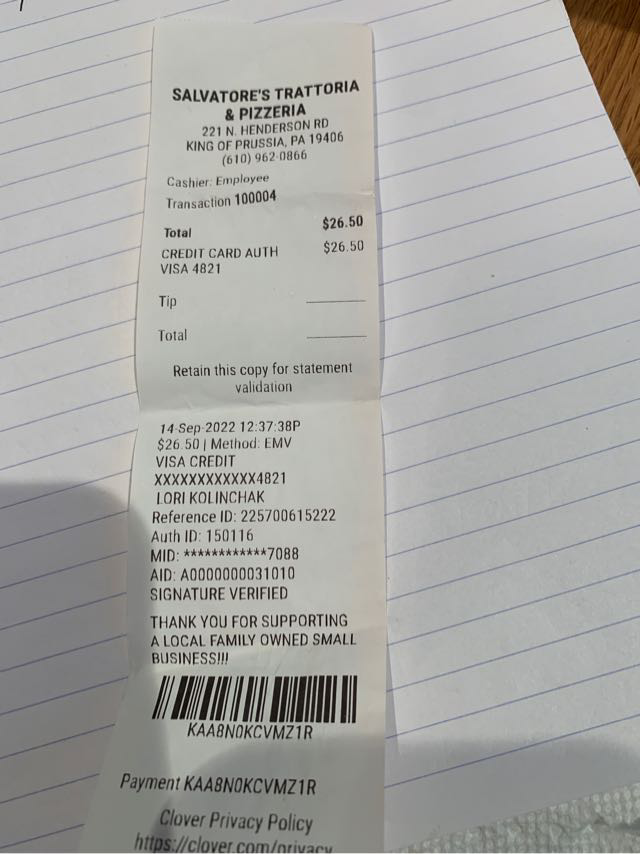 SALVATORE'S TRATTORIA
& PIZZERIA
221 N. HENDERSON RD
KING OF PRUSSIA, PA 19406
(610) 962-0866
Cashier: Employee
Transaction 100004
Total $26.50
CREDIT CARD AUTH $26.50
VISA 4821
Tip
Total
Retain this copy for statement
validation
14-Sep-2022 12:37:38P
$26.50 | Method: EMV
VISA CREDIT
XXXXXXXXXXXX4821
LORI KOLINCHAK
Reference ID: 225700615222
Auth ID: 150116
MID: ************7088
AID: A0000000031010
SIGNATURE VERIFIED
THANK YOU FOR SUPPORTING
A LOCAL FAMILY OWNED SMALL
BUSINESS!!!
KAA8N0KCVMZ1R
Payment KAA8N0KCVMZ1R
Clover Privacy Policy
https://clover.com/privacy